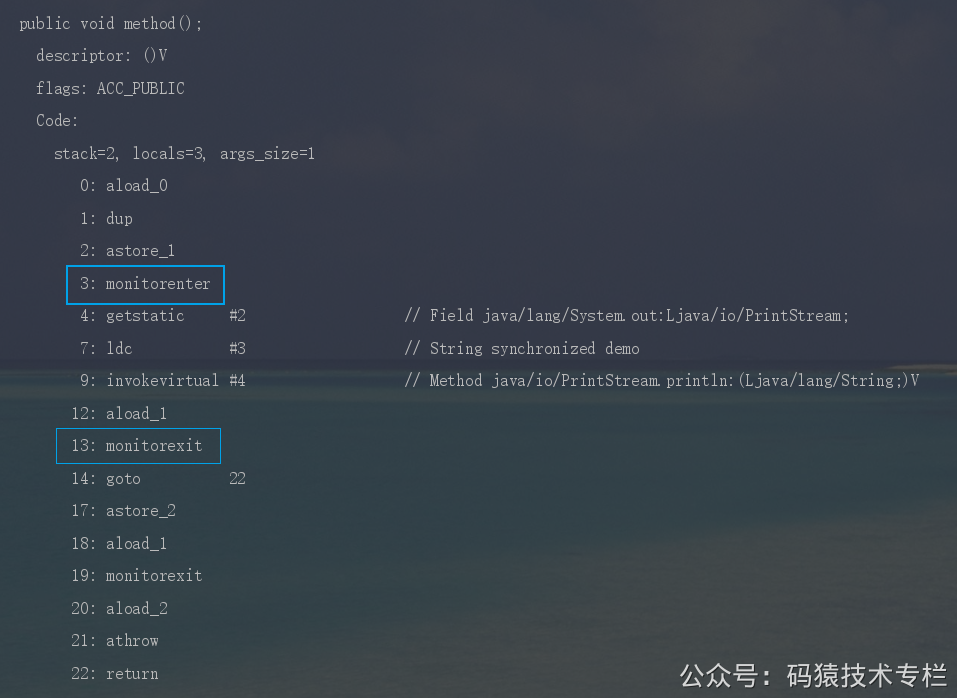 public void method();
descriptor: ()V
flags: ACC_PUBLIC
Code:
stack=2, locals=3, args_size=1
0: aload_0
1: dup
2: astore_1
3: monitorenter
4: getstatic #2 // Field java/lang/System.out:Ljava/io/PrintStream;
7: ldc #3 // String synchronized demo
9: invokevirtual #4 // Method java/io/PrintStream.println:(Ljava/lang/String;)V
12: aload_1
13: monitorexit
14: goto 22
17: astore_2
18: aload_1
19: monitorexit
20: aload_2
21: athrow
22: return
公众号：码猿技术专栏